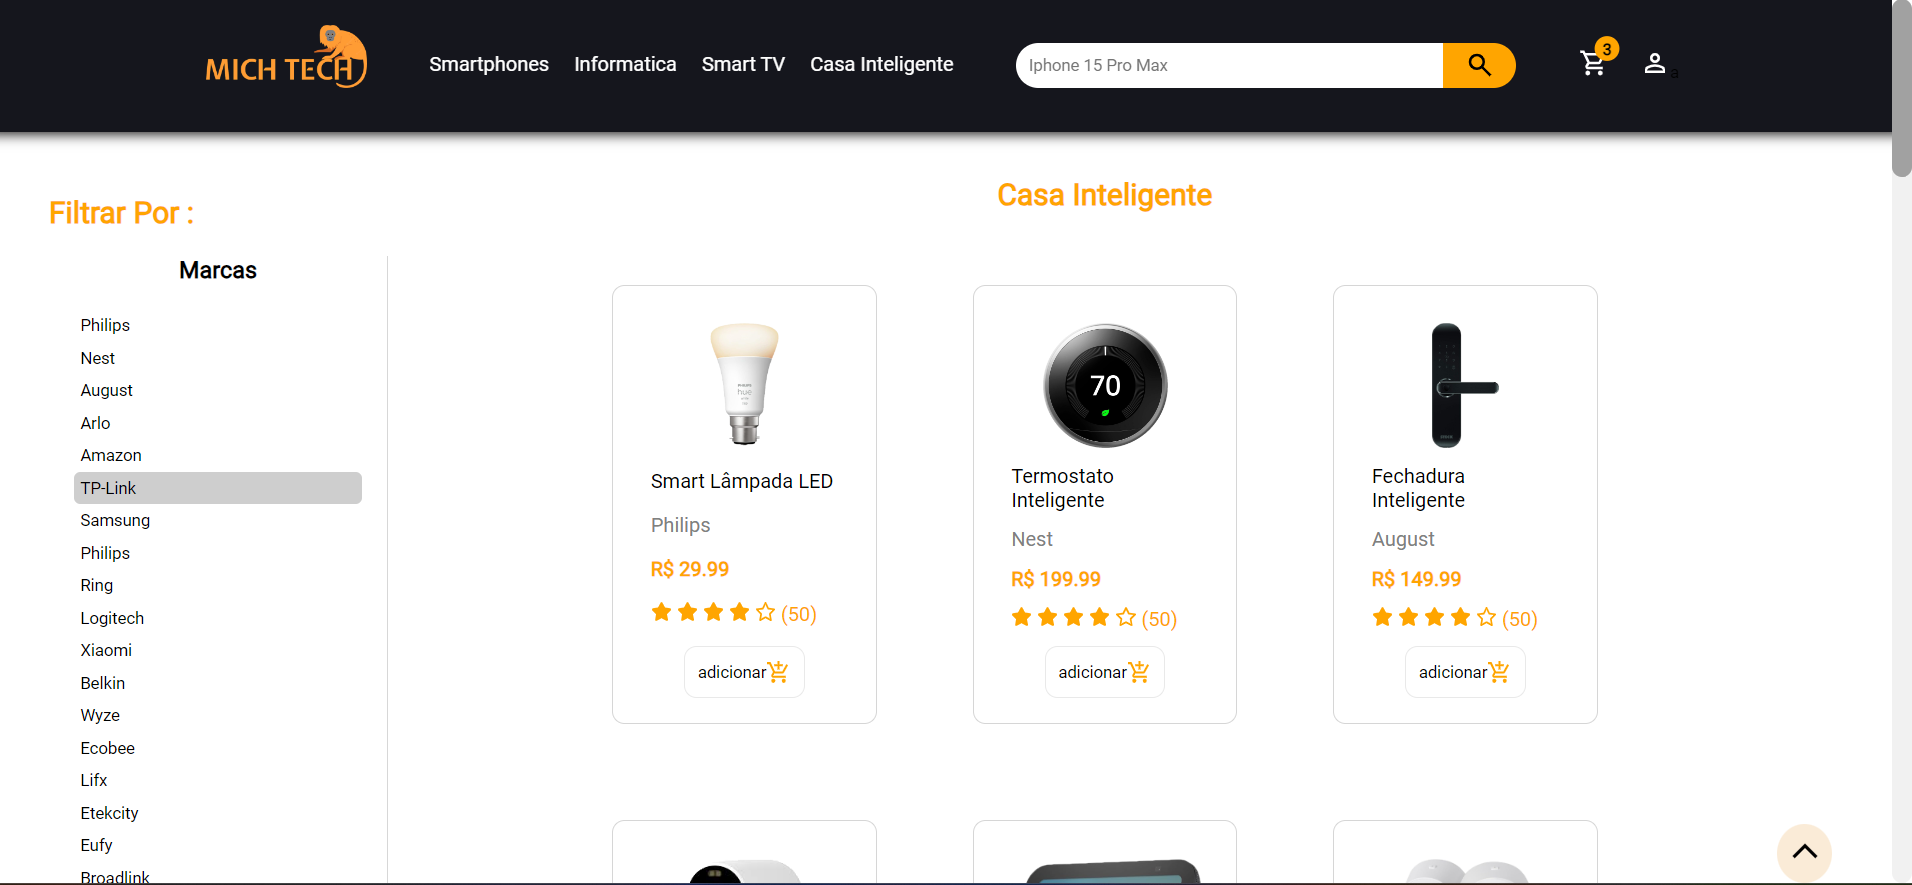 MICH TECH
Smartphones
Informatica
Smart TV
Casa Inteligente
Iphone 15 Pro Max
3
a
Filtrar Por :
Marcas
Philips
Nest
August
Arlo
Amazon
TP-Link
Samsung
Philips
Ring
Logitech
Xiaomi
Belkin
Wyze
Ecobee
Lifx
Etekcity
Eufy
Broadlink
Casa Inteligente
hue
Smart Lâmpada LED
Philips
R$ 29.99
(50)
adicionar
70
Termostato
Inteligente
Nest
R$ 199.99
(50)
adicionar
Fechadura
Inteligente
August
R$ 149.99
(50)
adicionar